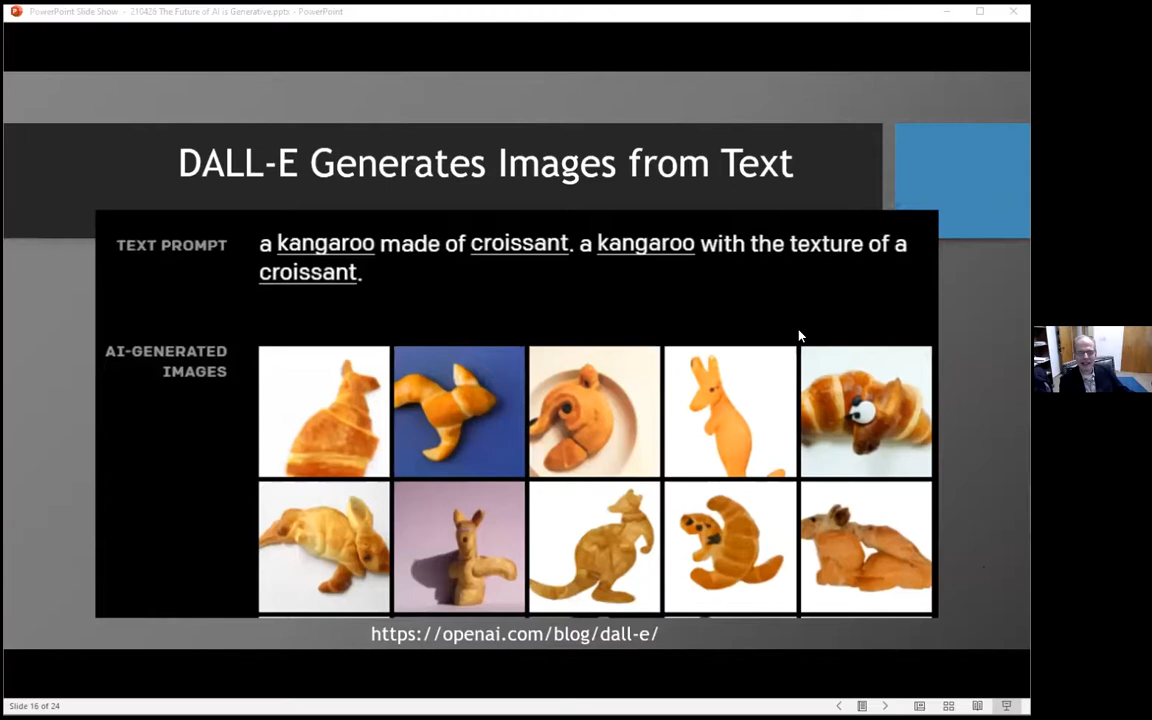 PowerPoint Slide Show - 210426 The Future of AI is Generative.pptx - PowerPoint
DALL-E Generates Images from Text
TEXT PROMPT
a kangaroo made of croissant. a kangaroo with the texture of a
croissant.
AI-GENERATED
IMAGES
https://openai.com/blog/dall-e/
Slide 16 of 24